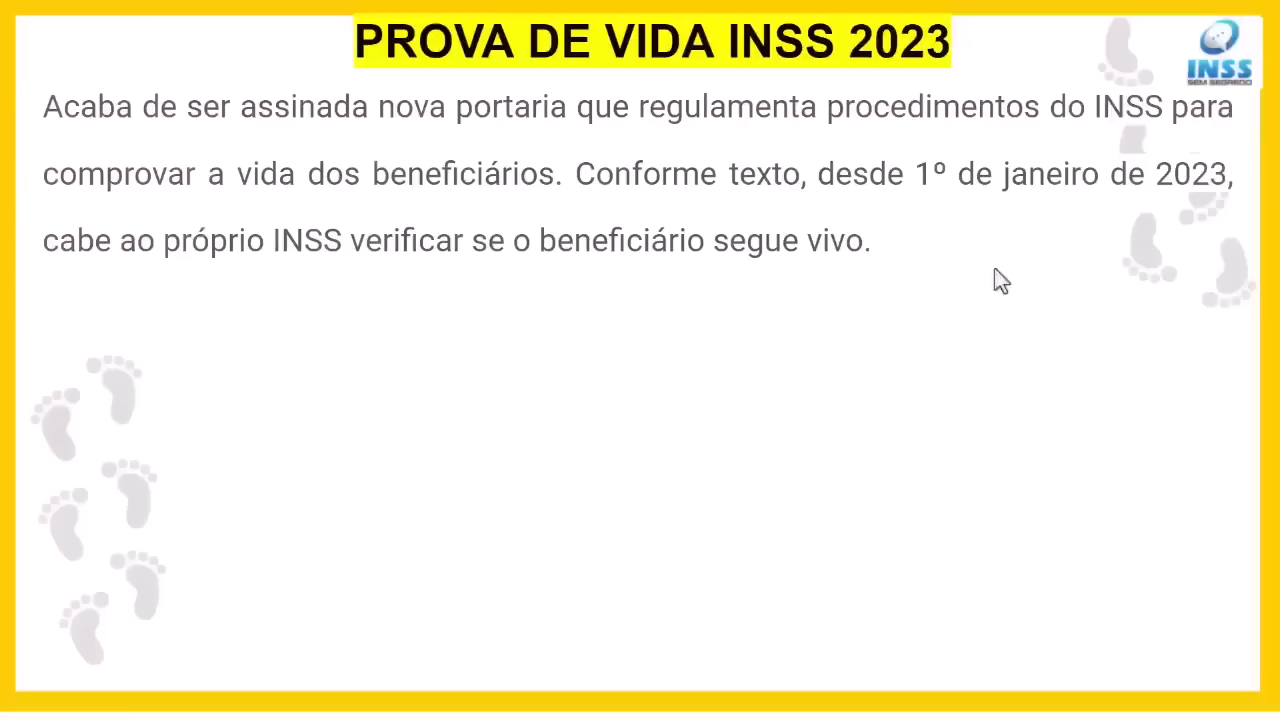 PROVA DE VIDA INSS 2023
INSS
SEM SEGREDO
Acaba de ser assinada nova portaria que regulamenta procedimentos do INSS para
comprovar a vida dos beneficiários. Conforme texto, desde 1º de janeiro de 2023,
cabe ao próprio INSS verificar se o beneficiário segue vivo.